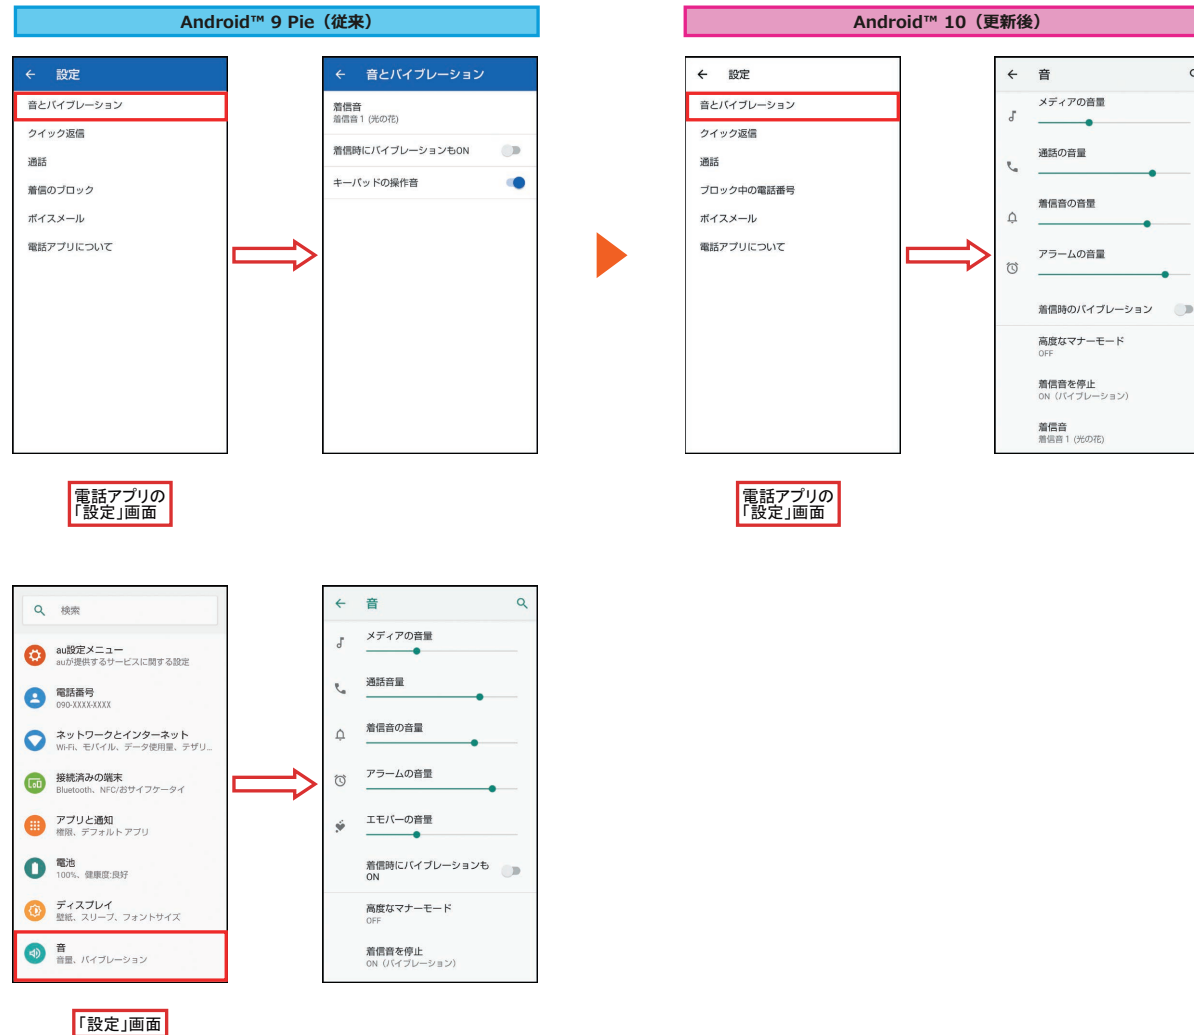 Android™ 9 Pie（従来）
Android™ 10（更新後）
設定
音とバイブレーション
クイック返信
通話
着信のブロック
ボイスメール
電話アプリについて
音とバイブレーション
着信音
着信音1 (光の花)
着信時にバイブレーションもON
キーパッドの操作音
電話アプリの
「設定」画面
設定
音とバイブレーション
クイック返信
通話
ブロック中の電話番号
ボイスメール
電話アプリについて
音
メディアの音量
通話の音量
着信音の音量
アラームの音量
着信時のバイブレーション
高度なマナーモード
OFF
着信音を停止
ON（バイブレーション）
着信音
着信音1 (光の花)
電話アプリの
「設定」画面
検索
au設定メニュー
auが提供するサービスに関する設定
電話番号
090-XXXX-XXXX
ネットワークとインターネット
Wi-Fi、モバイル、データ使用量、テザリ...
接続済みの端末
Bluetooth、NFC/おサイフケータイ
アプリと通知
権限、デフォルト アプリ
電池
100%、健康度:良好
ディスプレイ
壁紙、スリープ、フォントサイズ
音
音量、バイブレーション
「設定」画面
音
メディアの音量
通話音量
着信音の音量
アラームの音量
エモパーの音量
着信時にバイブレーションも
ON
高度なマナーモード
OFF
着信音を停止
ON（バイブレーション）